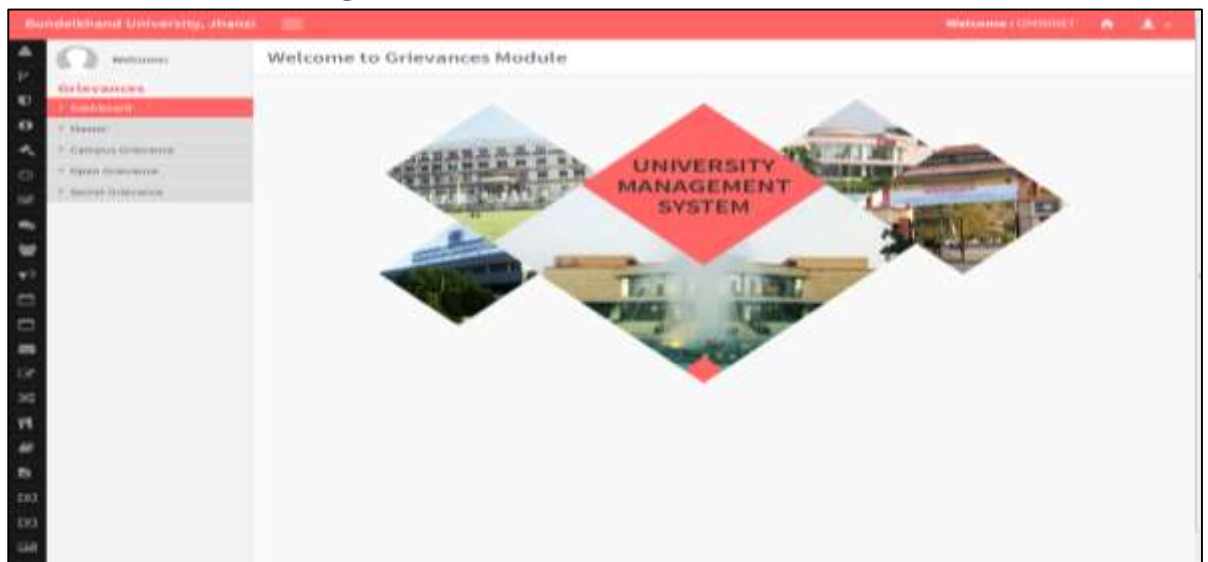 Bundelkhand University, Jhansi
Welcome : OMNINET
Welcome:
Grievances
Dashboard
Master
Campus Grievance
Open Grievance
Secret Grievance
Welcome to Grievances Module
UNIVERSITY
MANAGEMENT
SYSTEM